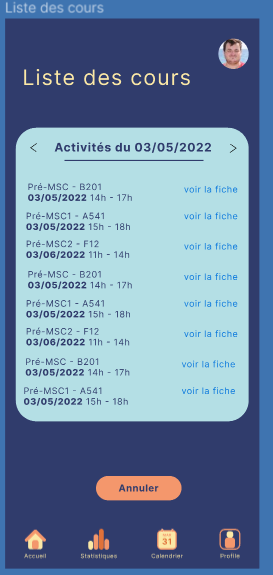 Liste des cours
Liste des cours
< Activités du 03/05/2022 >
Pré-MSC - B201 voir la fiche
03/05/2022 14h - 17h
Pré-MSC1 - A541 voir la fiche
03/05/2022 15h - 18h
Pré-MSC2 - F12 voir la fiche
03/06/2022 11h - 14h
Pré-MSC - B201 voir la fiche
03/05/2022 14h - 17h
Pré-MSC1 - A541 voir la fiche
03/05/2022 15h - 18h
Pré-MSC2 - F12 voir la fiche
03/06/2022 11h - 14h
Pré-MSC - B201 voir la fiche
03/05/2022 14h - 17h
Pré-MSC1 - A541 voir la fiche
03/05/2022 15h - 18h
Annuler
31
Accueil Statistiques Calendrier Profile